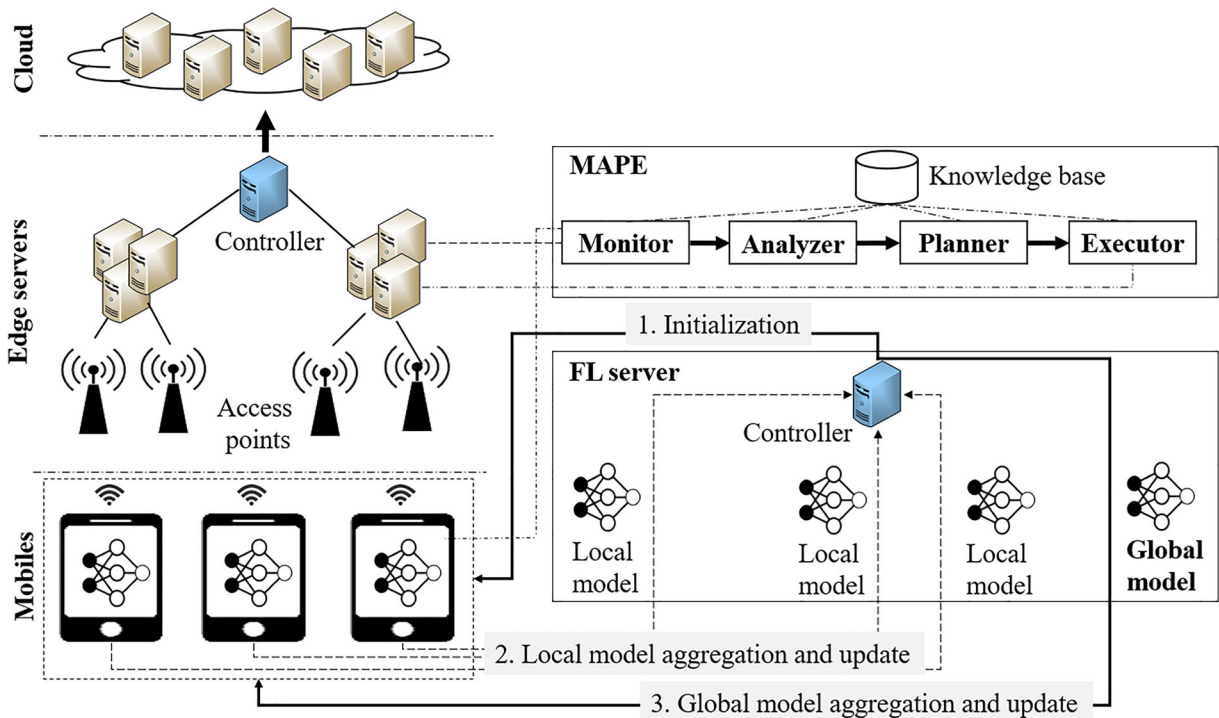 Cloud
Edge servers
Mobiles
Controller
Access
points
MAPE
Knowledge base
Monitor
Analyzer
Planner
Executor
1. Initialization
FL server
Controller
Local
model
Local
model
Local
model
Global
model
2. Local model aggregation and update
3. Global model aggregation and update